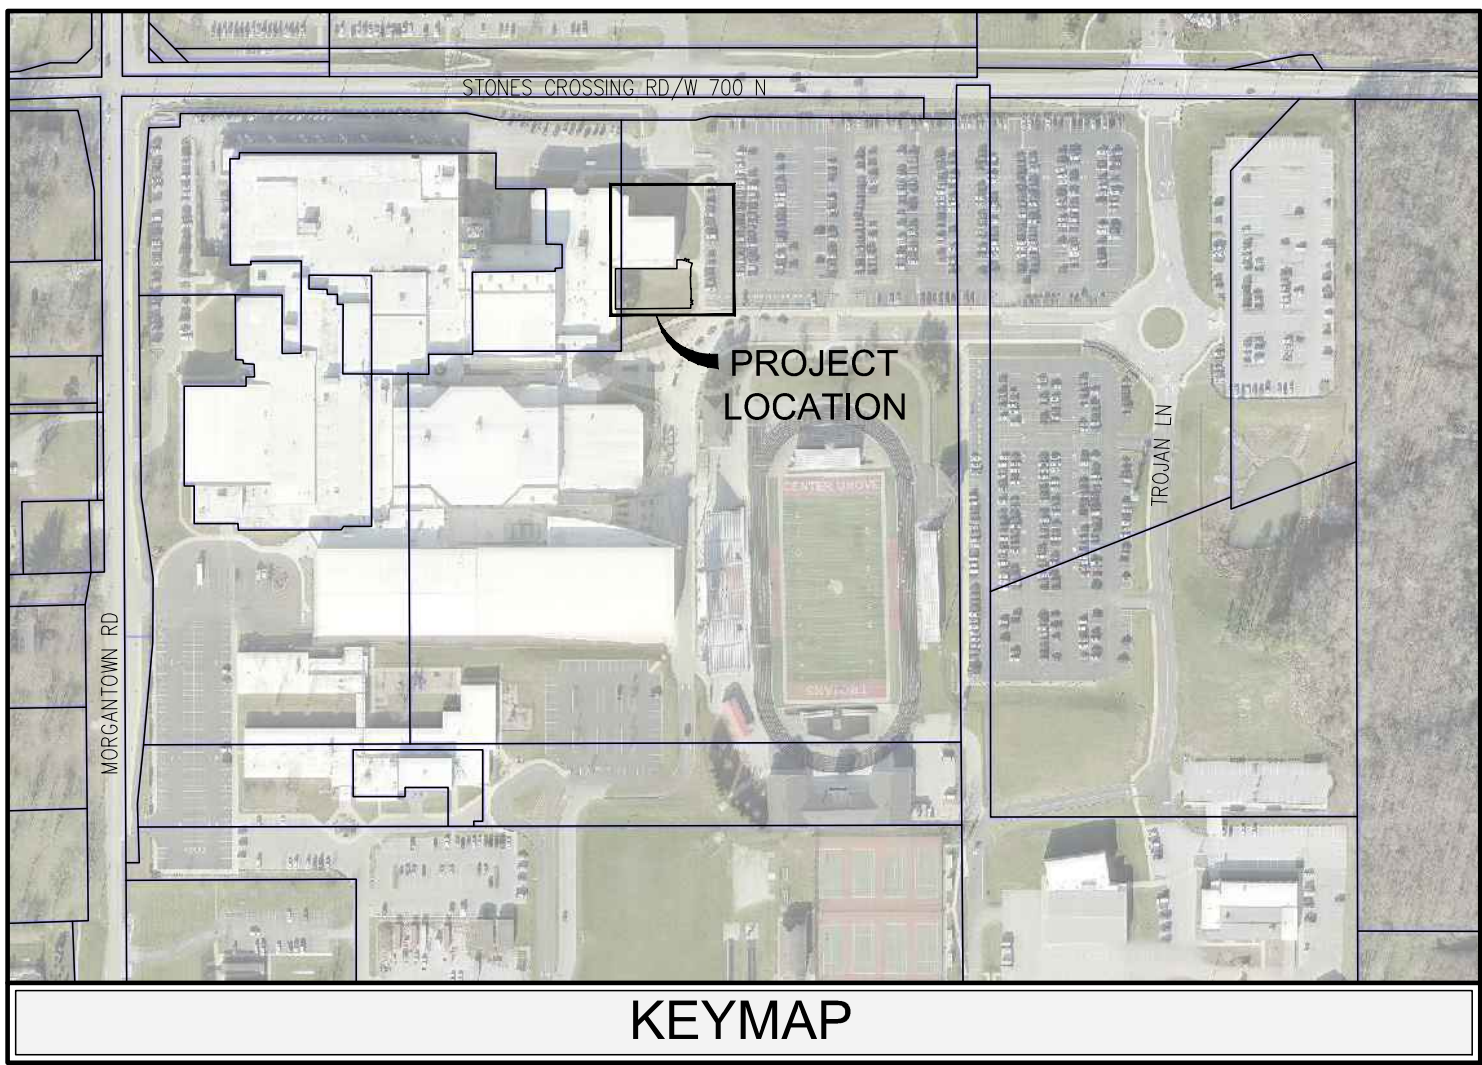 STONES CROSSING RD/W 700 N
PROJECT
LOCATION
CENTER GROVE
TROJAN LN
MORGANTOWN RD
TROJANS
KEYMAP